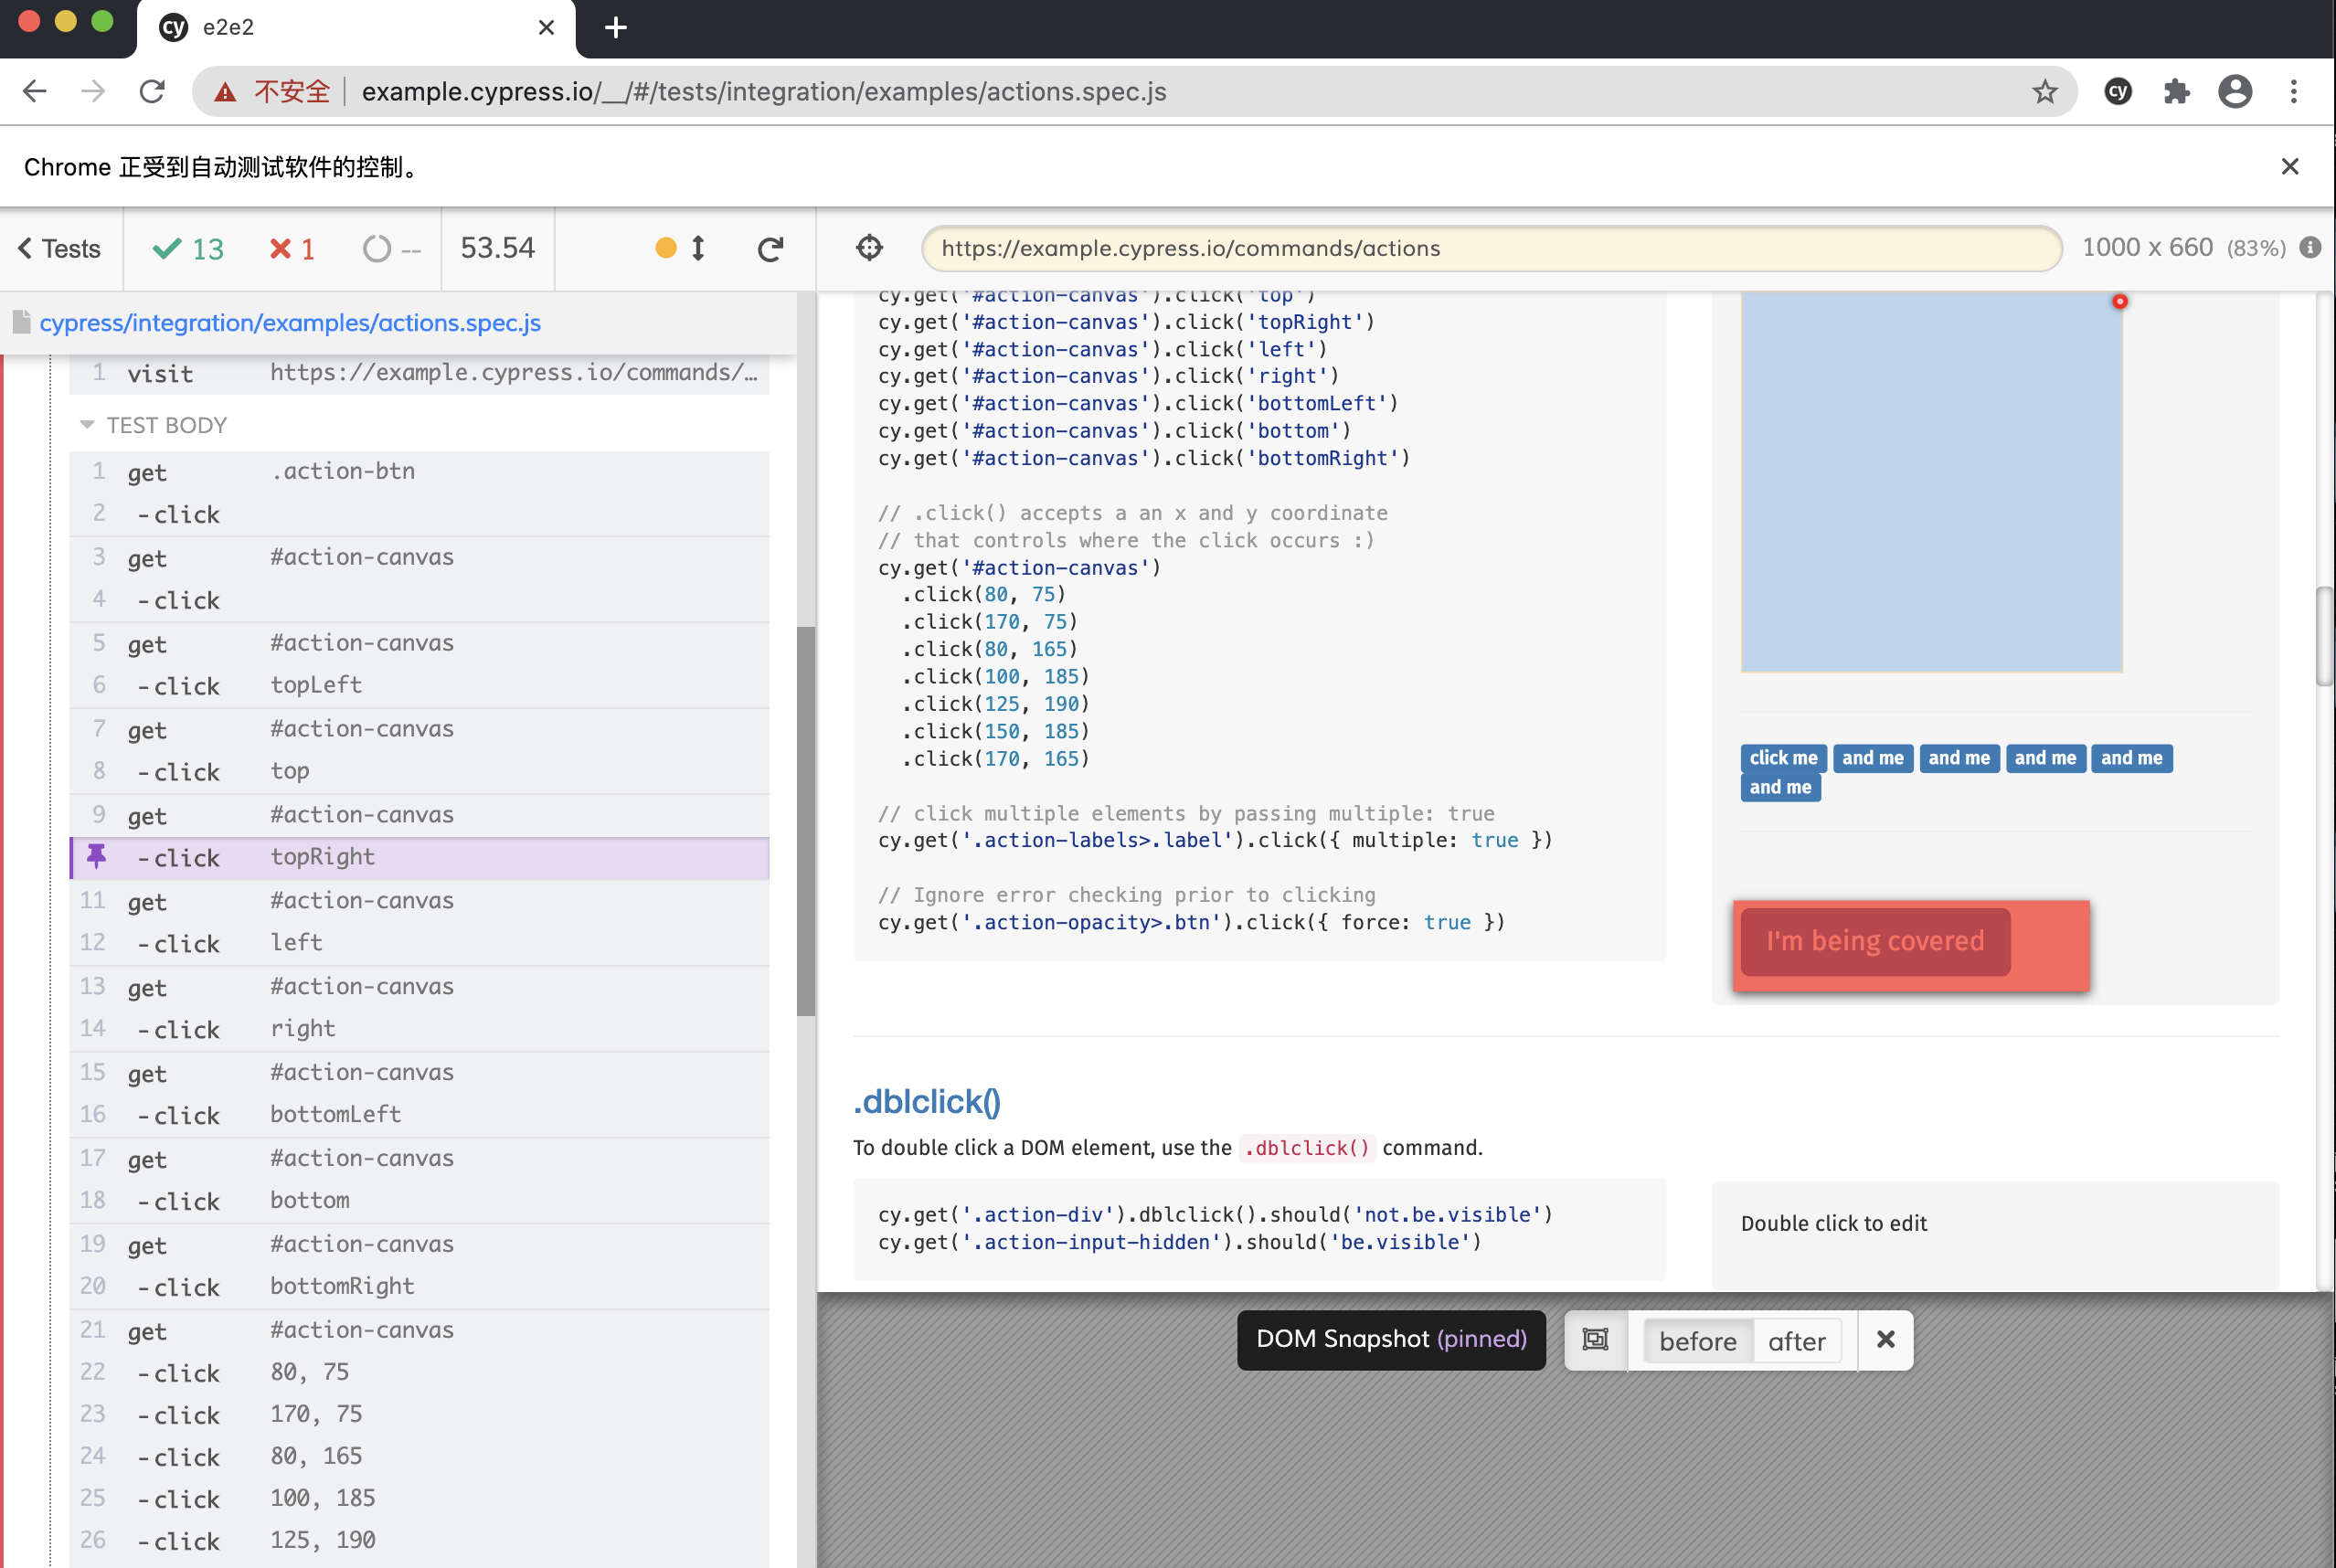 cy e2e2
不安全 example.cypress.io/__/#/tests/integration/examples/actions.spec.js cy
Chrome 正受到自动测试软件的控制。
Tests 13 1 -- 53.54
https://example.cypress.io/commands/actions 1000 x 660 (83%)
cypress/integration/examples/actions.spec.js
1 visit https://example.cypress.io/commands/…
TEST BODY
1 get .action-btn
2 -click
3 get #action-canvas
4 -click
5 get #action-canvas
6 -click topLeft
7 get #action-canvas
8 -click top
9 get #action-canvas
-click topRight
11 get #action-canvas
12 -click left
13 get #action-canvas
14 -click right
15 get #action-canvas
16 -click bottomLeft
17 get #action-canvas
18 -click bottom
19 get #action-canvas
20 -click bottomRight
21 get #action-canvas
22 -click 80, 75
23 -click 170, 75
24 -click 80, 165
25 -click 100, 185
26 -click 125, 190
cy.get('#action-canvas').click('top')
cy.get('#action-canvas').click('topRight')
cy.get('#action-canvas').click('left')
cy.get('#action-canvas').click('right')
cy.get('#action-canvas').click('bottomLeft')
cy.get('#action-canvas').click('bottom')
cy.get('#action-canvas').click('bottomRight')
// .click() accepts a an x and y coordinate
// that controls where the click occurs :)
cy.get('#action-canvas')
.click(80, 75)
.click(170, 75)
.click(80, 165)
.click(100, 185)
.click(125, 190)
.click(150, 185)
.click(170, 165)
// click multiple elements by passing multiple: true
cy.get('.action-labels>.label').click({ multiple: true })
// Ignore error checking prior to clicking
cy.get('.action-opacity>.btn').click({ force: true })
click me and me and me and me and me
and me
I'm being covered
.dblclick()
To double click a DOM element, use the .dblclick() command.
cy.get('.action-div').dblclick().should('not.be.visible')
cy.get('.action-input-hidden').should('be.visible')
Double click to edit
DOM Snapshot (pinned) before after